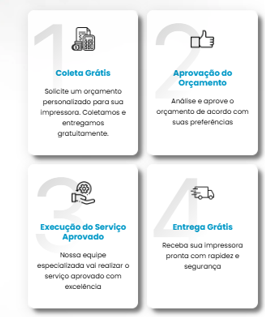 1
Coleta Grátis
Solicite um orçamento
personalizado para sua
impressora. Coletamos e
entregamos
gratuitamente.
2
Aprovação do
Orçamento
Análise e aprove o
orçamento de acordo com
suas preferências
3
Execução do Serviço
Aprovado
Nossa equipe
especializada vai realizar o
serviço aprovado com
excelência
4
Entrega Grátis
Receba sua impressora
pronta com rapidez e
segurança